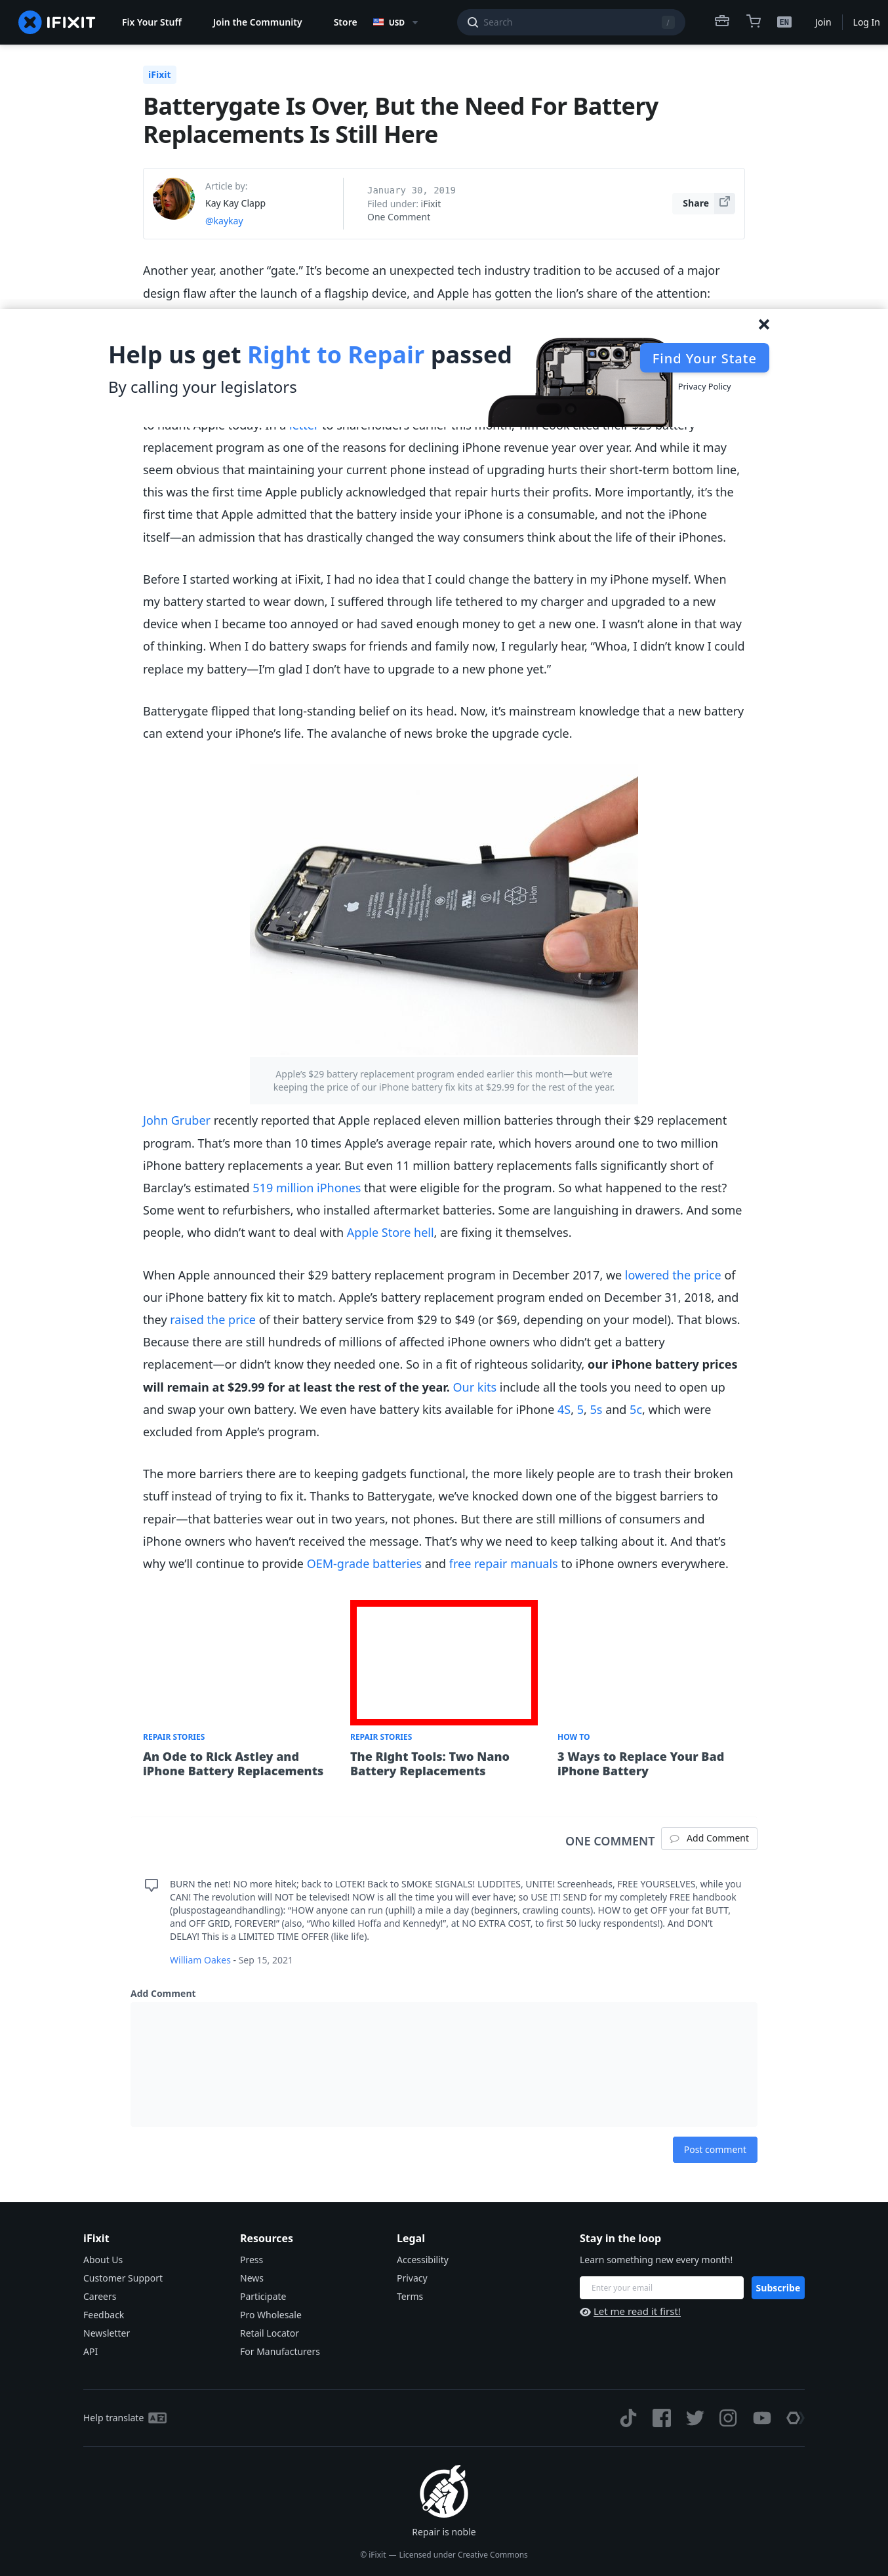 IFIXIT
Fix Your Stuff
Join the Community
Store
USD
Search
/
EN
Join
Log In
iFixit
Batterygate Is Over, But the Need For Battery
Replacements Is Still Here
Article by:
Kay Kay Clapp
@kaykay
January 30, 2019
Filed under: iFixit
One Comment
Share
Another year, another “gate.” It’s become an unexpected tech industry tradition to be accused of a major
design flaw after the launch of a flagship device, and Apple has gotten the lion’s share of the attention:
Help us get Right to Repair passed
By calling your legislators
Find Your State
Privacy Policy
to haunt Apple today. In a letter to shareholders earlier this month, Tim Cook cited their $29 battery
replacement program as one of the reasons for declining iPhone revenue year over year. And while it may
seem obvious that maintaining your current phone instead of upgrading hurts their short-term bottom line,
this was the first time Apple publicly acknowledged that repair hurts their profits. More importantly, it’s the
first time that Apple admitted that the battery inside your iPhone is a consumable, and not the iPhone
itself—an admission that has drastically changed the way consumers think about the life of their iPhones.
Before I started working at iFixit, I had no idea that I could change the battery in my iPhone myself. When
my battery started to wear down, I suffered through life tethered to my charger and upgraded to a new
device when I became too annoyed or had saved enough money to get a new one. I wasn’t alone in that way
of thinking. When I do battery swaps for friends and family now, I regularly hear, “Whoa, I didn’t know I could
replace my battery—I’m glad I don’t have to upgrade to a new phone yet.”
Batterygate flipped that long-standing belief on its head. Now, it’s mainstream knowledge that a new battery
can extend your iPhone’s life. The avalanche of news broke the upgrade cycle.
Li-ion
Apple’s $29 battery replacement program ended earlier this month—but we’re
keeping the price of our iPhone battery fix kits at $29.99 for the rest of the year.
John Gruber recently reported that Apple replaced eleven million batteries through their $29 replacement
program. That’s more than 10 times Apple’s average repair rate, which hovers around one to two million
iPhone battery replacements a year. But even 11 million battery replacements falls significantly short of
Barclay’s estimated 519 million iPhones that were eligible for the program. So what happened to the rest?
Some went to refurbishers, who installed aftermarket batteries. Some are languishing in drawers. And some
people, who didn’t want to deal with Apple Store hell, are fixing it themselves.
When Apple announced their $29 battery replacement program in December 2017, we lowered the price of
our iPhone battery fix kit to match. Apple’s battery replacement program ended on December 31, 2018, and
they raised the price of their battery service from $29 to $49 (or $69, depending on your model). That blows.
Because there are still hundreds of millions of affected iPhone owners who didn’t get a battery
replacement—or didn’t know they needed one. So in a fit of righteous solidarity, our iPhone battery prices
will remain at $29.99 for at least the rest of the year. Our kits include all the tools you need to open up
and swap your own battery. We even have battery kits available for iPhone 4S, 5, 5s and 5c, which were
excluded from Apple’s program.
The more barriers there are to keeping gadgets functional, the more likely people are to trash their broken
stuff instead of trying to fix it. Thanks to Batterygate, we’ve knocked down one of the biggest barriers to
repair—that batteries wear out in two years, not phones. But there are still millions of consumers and
iPhone owners who haven’t received the message. That’s why we need to keep talking about it. And that’s
why we’ll continue to provide OEM-grade batteries and free repair manuals to iPhone owners everywhere.
REPAIR STORIES
An Ode to Rick Astley and
iPhone Battery Replacements
REPAIR STORIES
The Right Tools: Two Nano
Battery Replacements
HOW TO
3 Ways to Replace Your Bad
iPhone Battery
ONE COMMENT
Add Comment
BURN the net! NO more hitek; back to LOTEK! Back to SMOKE SIGNALS! LUDDITES, UNITE! Screenheads, FREE YOURSELVES, while you
CAN! The revolution will NOT be televised! NOW is all the time you will ever have; so USE IT! SEND for my completely FREE handbook
(pluspostageandhandling): “HOW anyone can run (uphill) a mile a day (beginners, crawling counts). HOW to get OFF your fat BUTT,
and OFF GRID, FOREVER!” (also, “Who killed Hoffa and Kennedy!”, at NO EXTRA COST, to first 50 lucky respondents!). And DON’T
DELAY! This is a LIMITED TIME OFFER (like life).
William Oakes - Sep 15, 2021
Add Comment
Post comment
iFixit
About Us
Customer Support
Careers
Feedback
Newsletter
API
Resources
Press
News
Participate
Pro Wholesale
Retail Locator
For Manufacturers
Legal
Accessibility
Privacy
Terms
Stay in the loop
Learn something new every month!
Enter your email
Subscribe
Let me read it first!
Help translate
Repair is noble
© iFixit — Licensed under Creative Commons